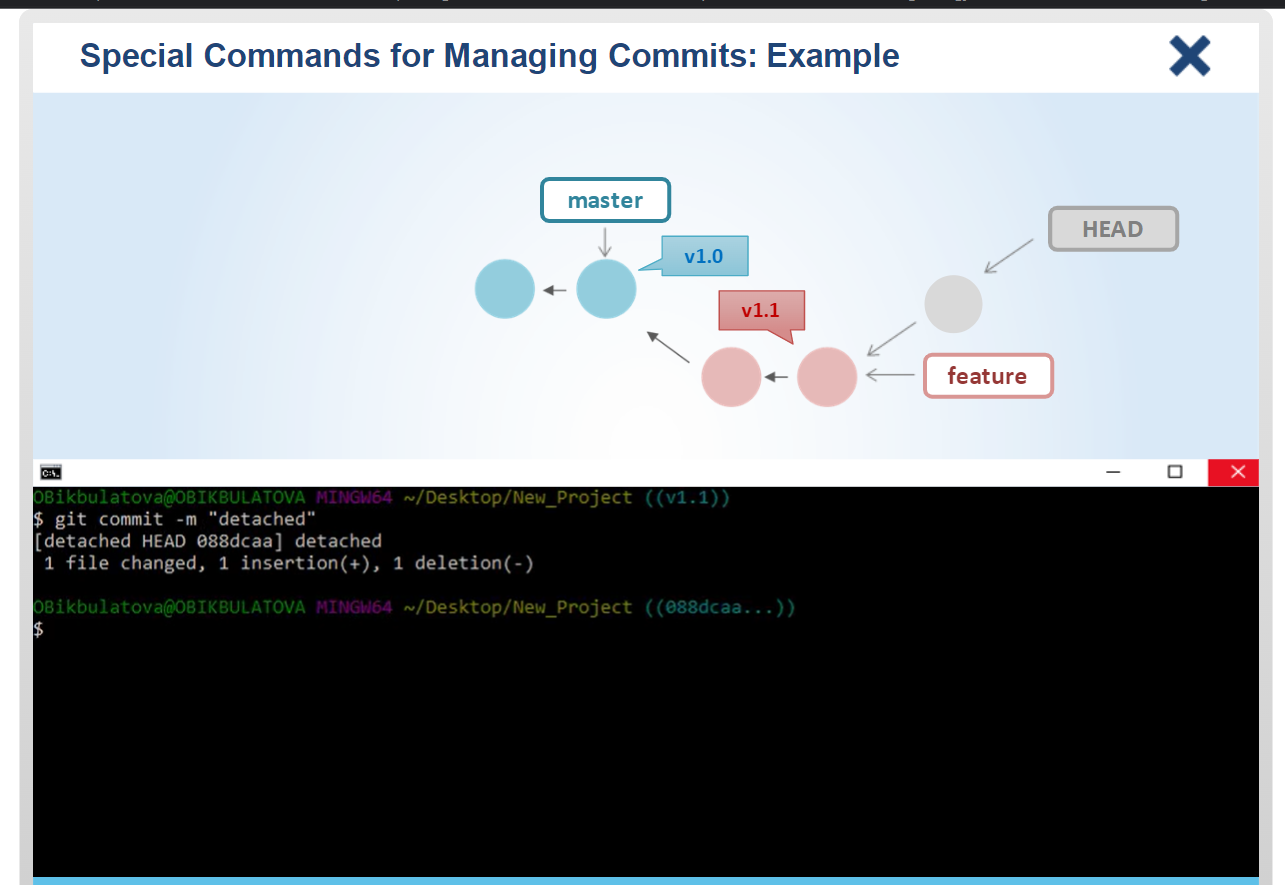 Special Commands for Managing Commits: Example
master
HEAD
v1.0
v1.1
feature
C:\.
OBikbulatova@OBIKBULATOVA MINGW64 ~/Desktop/New_Project ((v1.1))
$ git commit -m "detached"
[detached HEAD 088dcaa] detached
1 file changed, 1 insertion(+), 1 deletion(-)
OBikbulatova@OBIKBULATOVA MINGW64 ~/Desktop/New_Project ((088dcaa...))
$